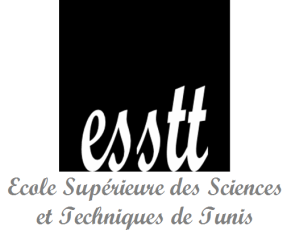 esstt
Ecole Supérieure des Sciences
et Techniques de Tunis